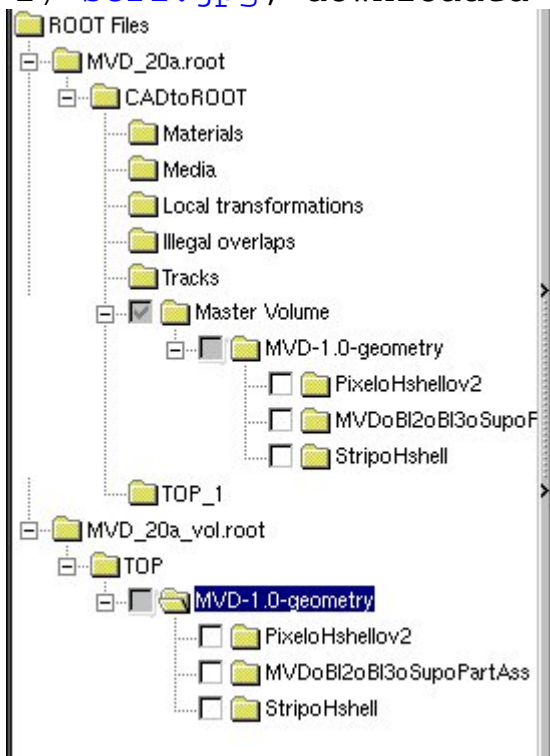 ROOT Files
MVD_20a.root
CADtoROOT
Materials
Media
Local transformations
Illegal overlaps
Tracks
Master Volume
MVD-1.0-geometry
PixeloHshellov2
MVDoBl2oBl3oSupoF
StripoHshell
TOP_1
MVD_20a_vol.root
TOP
MVD-1.0-geometry
PixeloHshellov2
MVDoBl2oBl3oSupoPartAss
StripoHshell